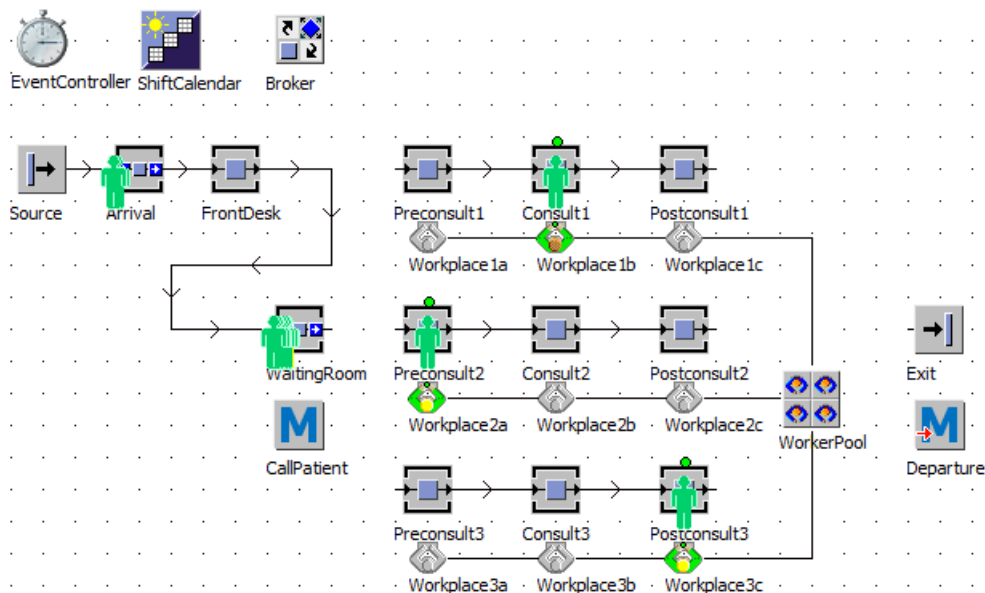 EventController ShiftCalendar Broker
Source Arrival FrontDesk Preconsult1 Consult1 Postconsult1
Workplace1a Workplace1b Workplace1c
WaitingRoom Preconsult2 Consult2 Postconsult2 Exit
Workplace2a Workplace2b Workplace2c
M M
WorkerPool
CallPatient Departure
Preconsult3 Consult3 Postconsult3
Workplace3a Workplace3b Workplace3c